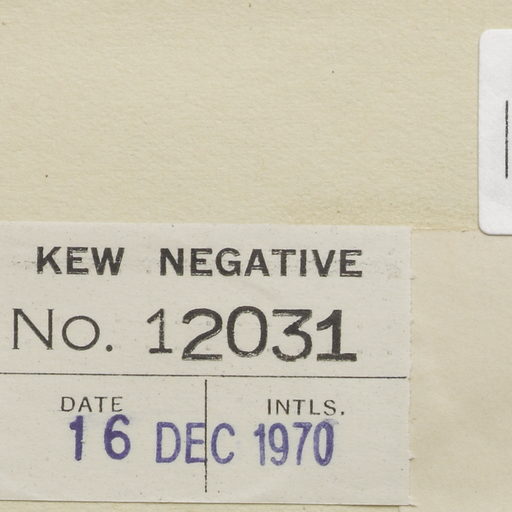 KEW NEGATIVE
No. 12031
DATE INTLS.
16 DEC 1970